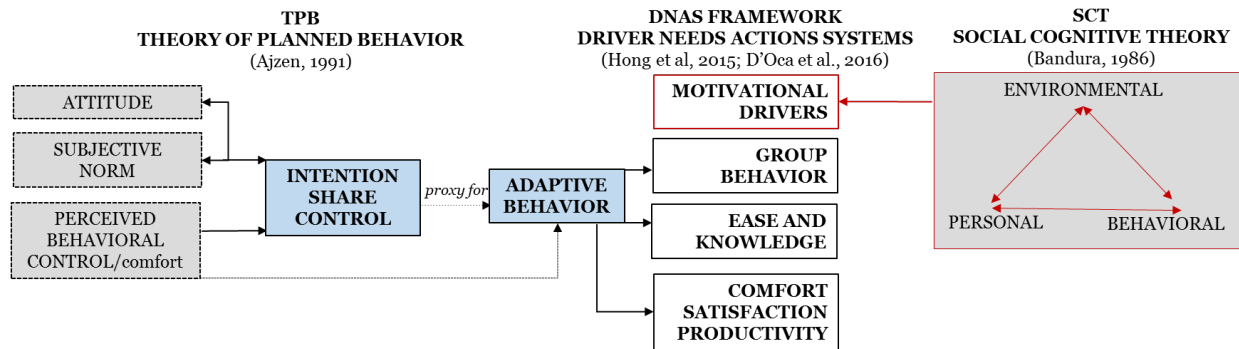 TPB
THEORY OF PLANNED BEHAVIOR
(Ajzen, 1991)
ATTITUDE
SUBJECTIVE
NORM
PERCEIVED
BEHAVIORAL
CONTROL/comfort
INTENTION
SHARE
CONTROL
proxy for
ADAPTIVE
BEHAVIOR
DNAS FRAMEWORK
DRIVER NEEDS ACTIONS SYSTEMS
(Hong et al, 2015; D’Oca et al., 2016)
MOTIVATIONAL
DRIVERS
GROUP
BEHAVIOR
EASE AND
KNOWLEDGE
COMFORT
SATISFACTION
PRODUCTIVITY
SCT
SOCIAL COGNITIVE THEORY
(Bandura, 1986)
ENVIRONMENTAL
PERSONAL
BEHAVIORAL